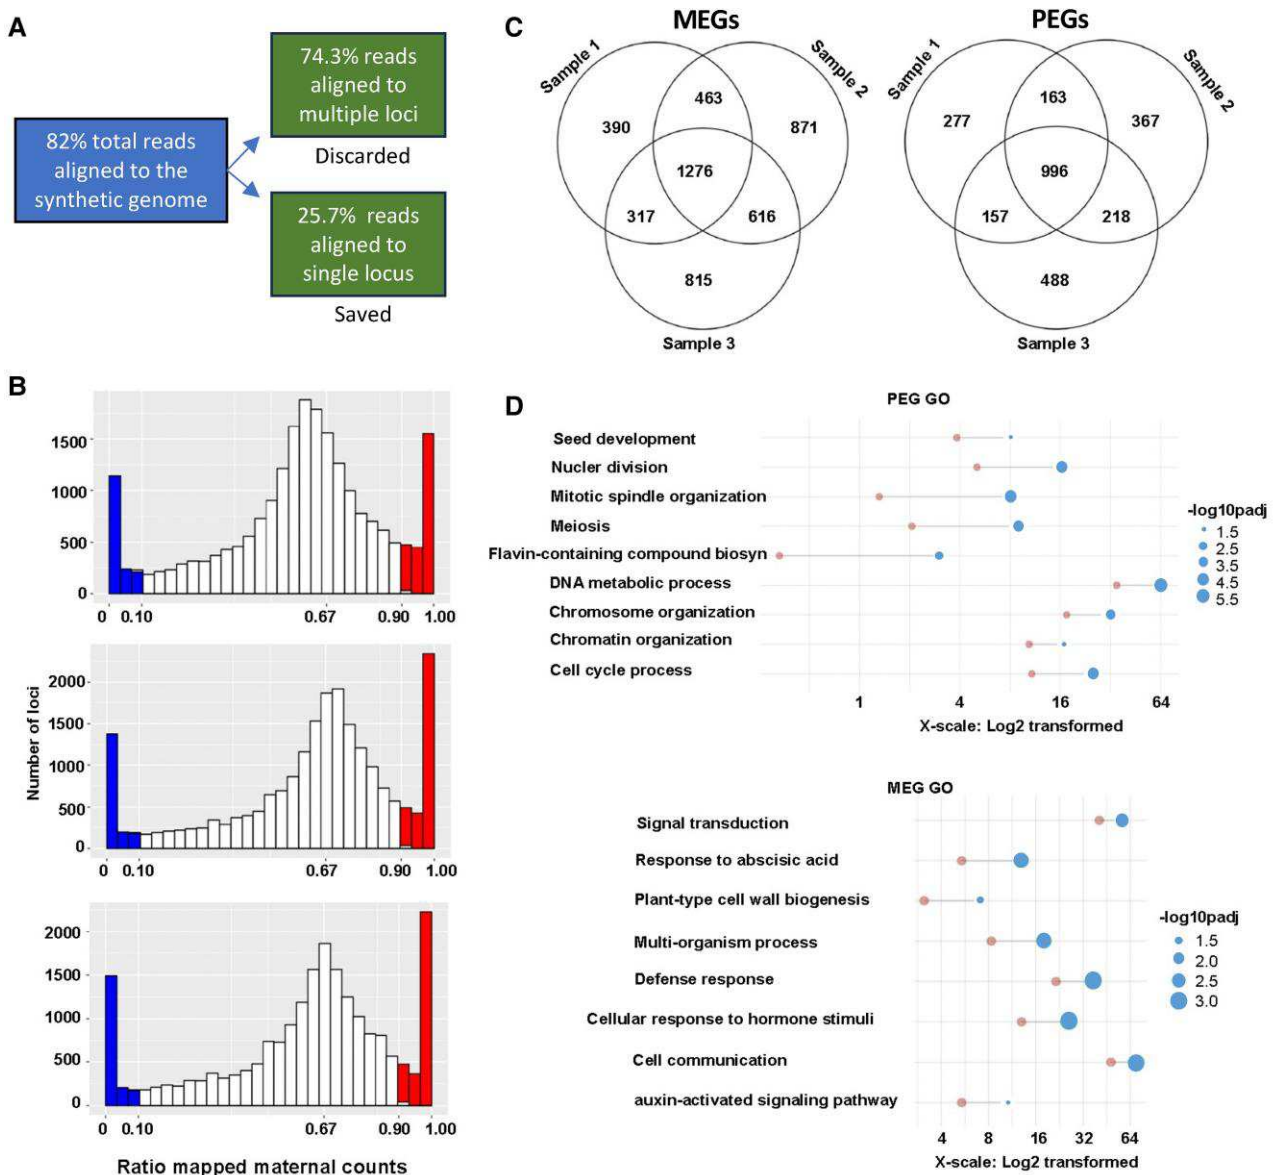 A
82% total reads
aligned to the
synthetic genome
74.3% reads
aligned to
multiple loci
Discarded
25.7% reads
aligned to
single locus
Saved
B
Number of loci
1500
1000
500
0
0 0.10 0.67 0.90 1.00
2000
1500
1000
500
0
0 0.10 0.67 0.90 1.00
2000
1500
1000
500
0
0 0.10 0.67 0.90 1.00
Ratio mapped maternal counts
C
MEGs
Sample 1
Sample 2
463
390
871
1276
317
616
815
Sample 3
PEGs
Sample 1
Sample 2
163
277
367
996
157
218
488
Sample 3
D
PEG GO
Seed development
Nucler division
Mitotic spindle organization
Meiosis
Flavin-containing compound biosyn
DNA metabolic process
Chromosome organization
Chromatin organization
Cell cycle process
1 4 16 64
X-scale: Log2 transformed
-log10padj
1.5
2.5
3.5
4.5
5.5
MEG GO
Signal transduction
Response to abscisic acid
Plant-type cell wall biogenesis
Multi-organism process
Defense response
Cellular response to hormone stimuli
Cell communication
auxin-activated signaling pathway
4 8 16 32 64
X-scale: Log2 transformed
-log10padj
1.5
2.0
2.5
3.0